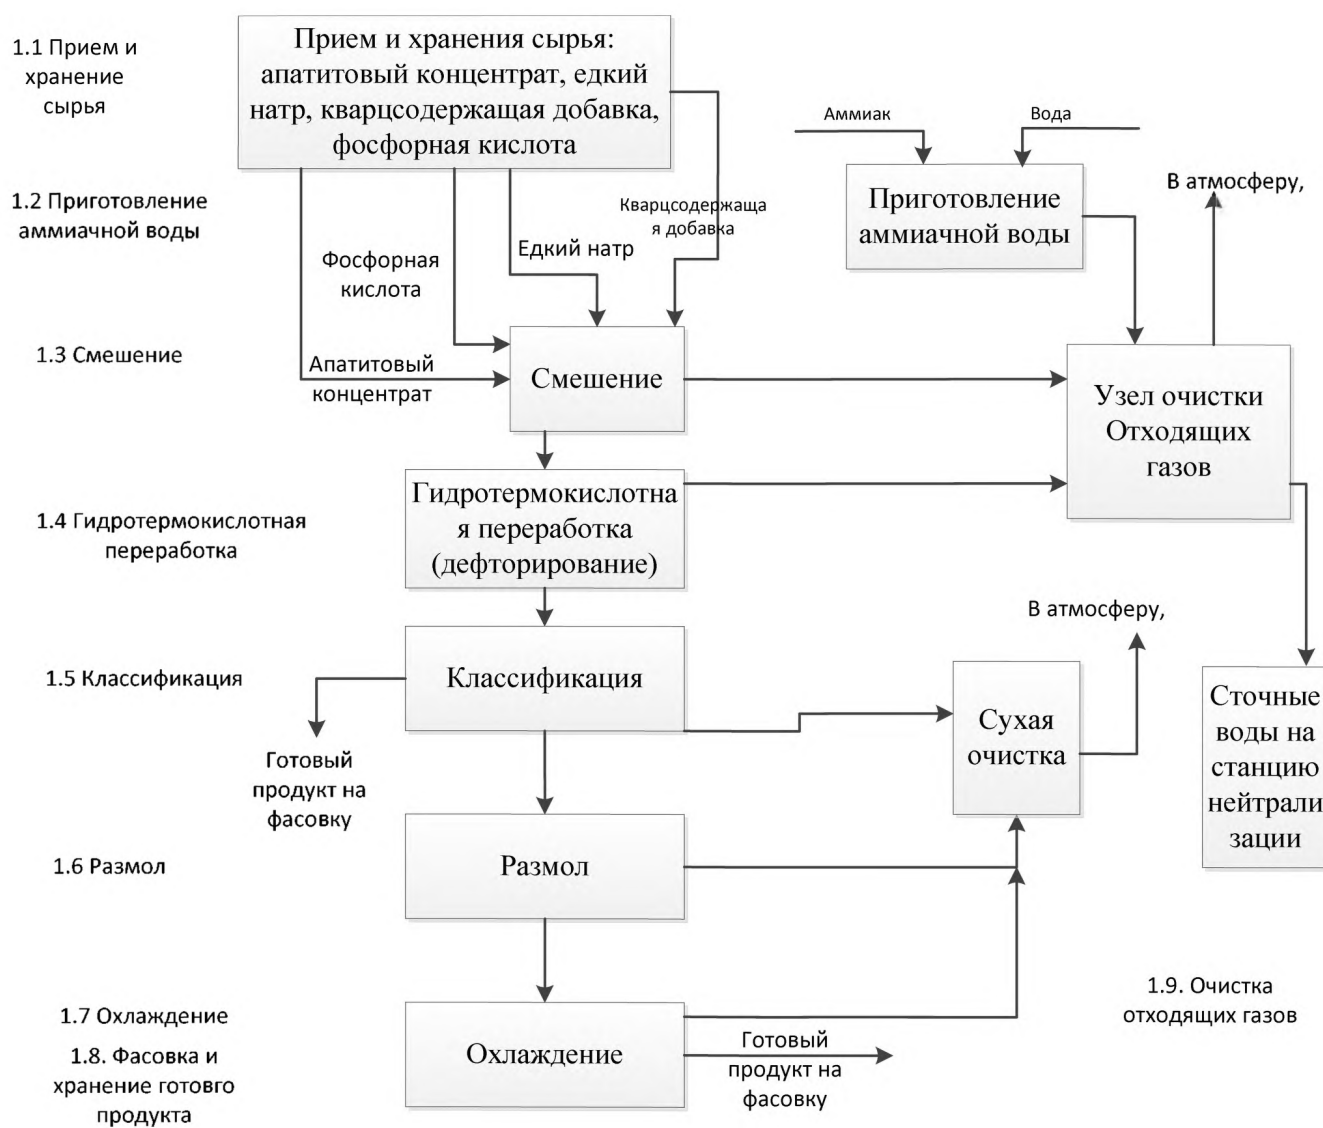 1.1 Прием и
хранение
сырья
Прием и хранения сырья:
апатитовый концентрат, едкий
натр, кварцсодержащая добавка,
фосфорная кислота
Аммиак
Вода
1.2 Приготовление
аммиачной воды
Приготовление
аммиачной воды
В атмосферу,
Кварцсодержаща
я добавка
Едкий натр
Фосфорная
кислота
1.3 Смешение
Апатитовый
концентрат
Смешение
Узел очистки
Отходящих
газов
1.4 Гидротермокислотная
переработка
Гидротермокислотна
я переработка
(дефторирование)
В атмосферу,
1.5 Классификация
Классификация
Сухая
очистка
Сточные
воды на
станцию
нейтрали
зации
Готовый
продукт на
фасовку
1.6 Размол
Размол
1.7 Охлаждение
1.8. Фасовка и
хранение готовго
продукта
Охлаждение
Готовый
продукт на
фасовку
1.9. Очистка
отходящих газов